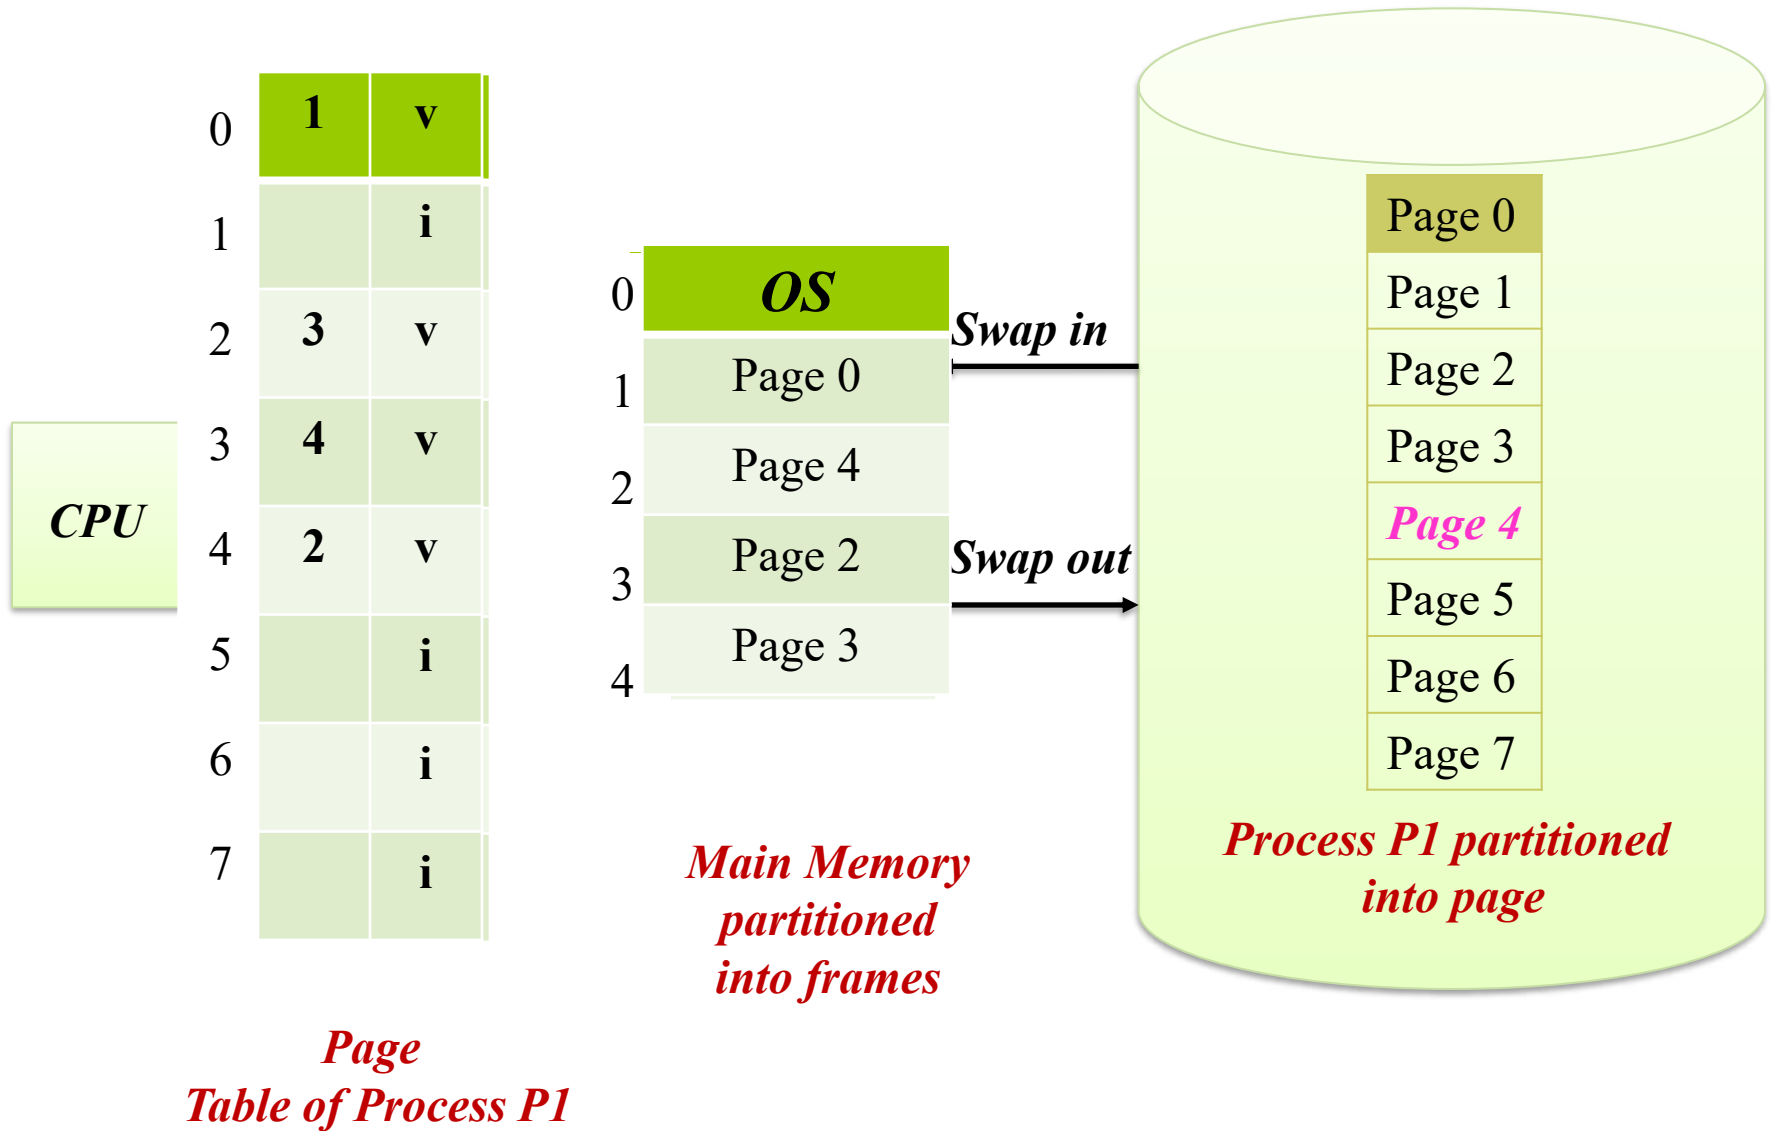 CPU
0 1 v
1 i
2 3 v
3 4 v
4 2 v
5 i
6 i
7 i
Page
Table of Process P1
0 OS
1 Page 0
2 Page 4
3 Page 2
4 Page 3
Main Memory
partitioned
into frames
Swap in
Swap out
Page 0
Page 1
Page 2
Page 3
Page 4
Page 5
Page 6
Page 7
Process P1 partitioned
into page